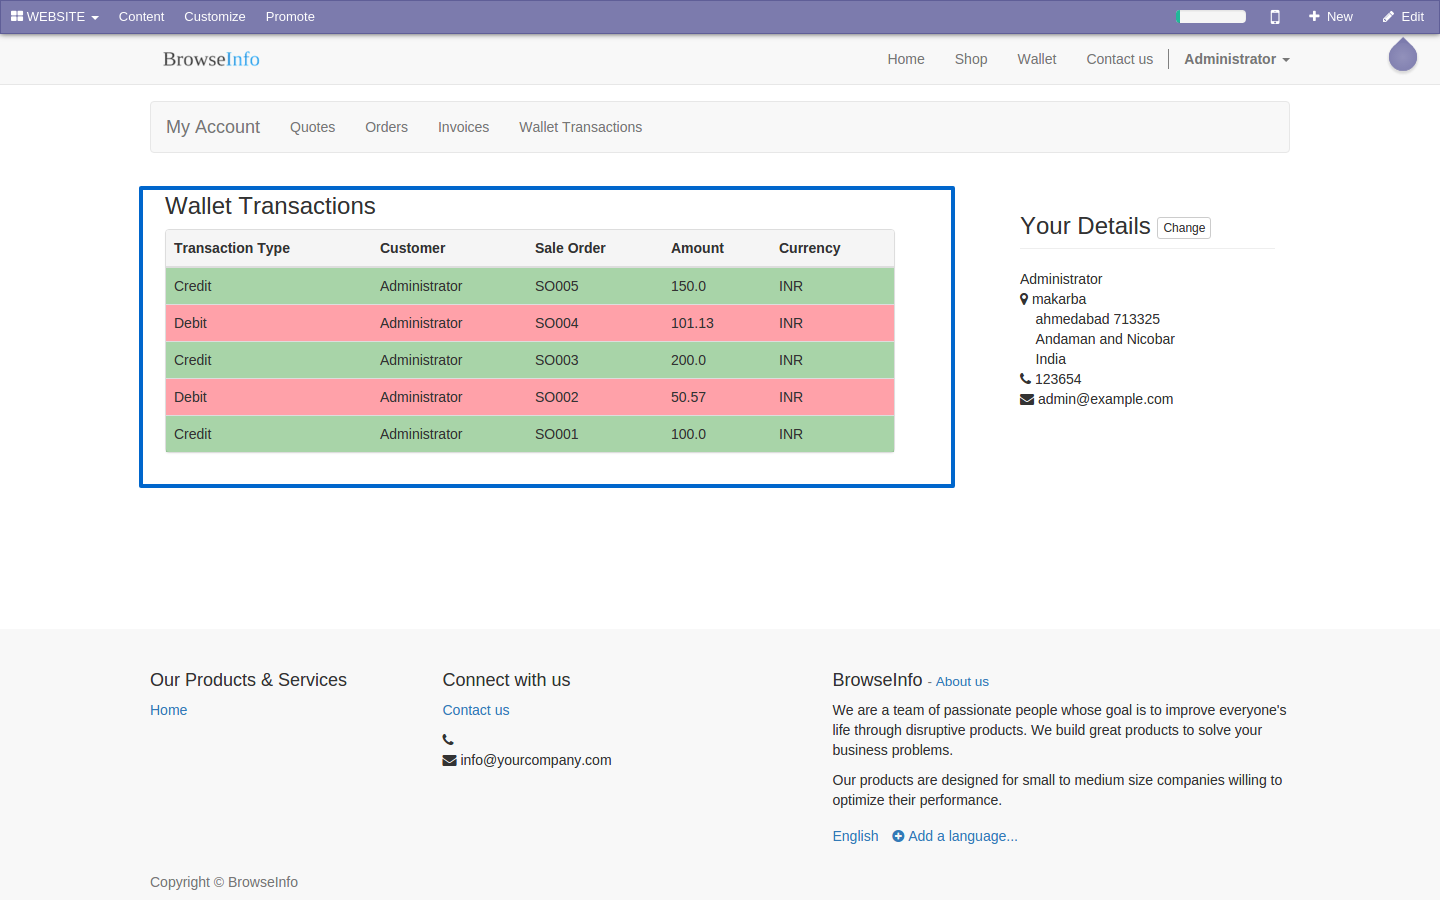 WEBSITE Content Customize Promote New Edit
BrowseInfo Home Shop Wallet Contact us Administrator
My Account Quotes Orders Invoices Wallet Transactions
Wallet Transactions
Transaction Type Customer Sale Order Amount Currency
Credit Administrator SO005 150.0 INR
Debit Administrator SO004 101.13 INR
Credit Administrator SO003 200.0 INR
Debit Administrator SO002 50.57 INR
Credit Administrator SO001 100.0 INR
Your Details Change
Administrator
makarba
ahmedabad 713325
Andaman and Nicobar
India
123654
admin@example.com
Our Products & Services
Home
Connect with us
Contact us
info@yourcompany.com
BrowseInfo - About us
We are a team of passionate people whose goal is to improve everyone's
life through disruptive products. We build great products to solve your
business problems.
Our products are designed for small to medium size companies willing to
optimize their performance.
English Add a language...
Copyright © BrowseInfo